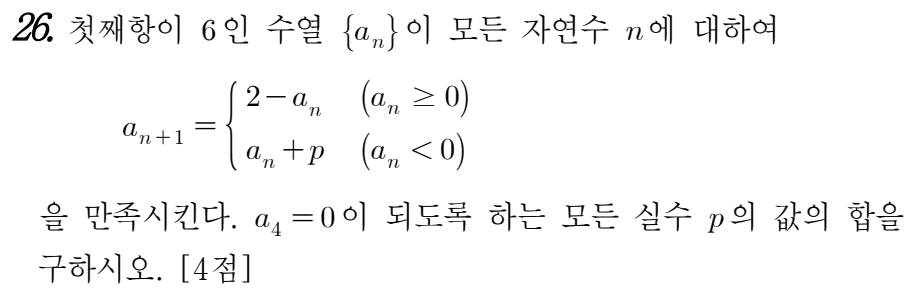 26. 첫째항이 6인 수열 {aₙ}이 모든 자연수 n에 대하여
aₙ₊₁ = { 2-aₙ (aₙ ≥ 0)
aₙ+p (aₙ < 0)
을 만족시킨다. a₄=0이 되도록 하는 모든 실수 p의 값의 합을
구하시오. [4점]